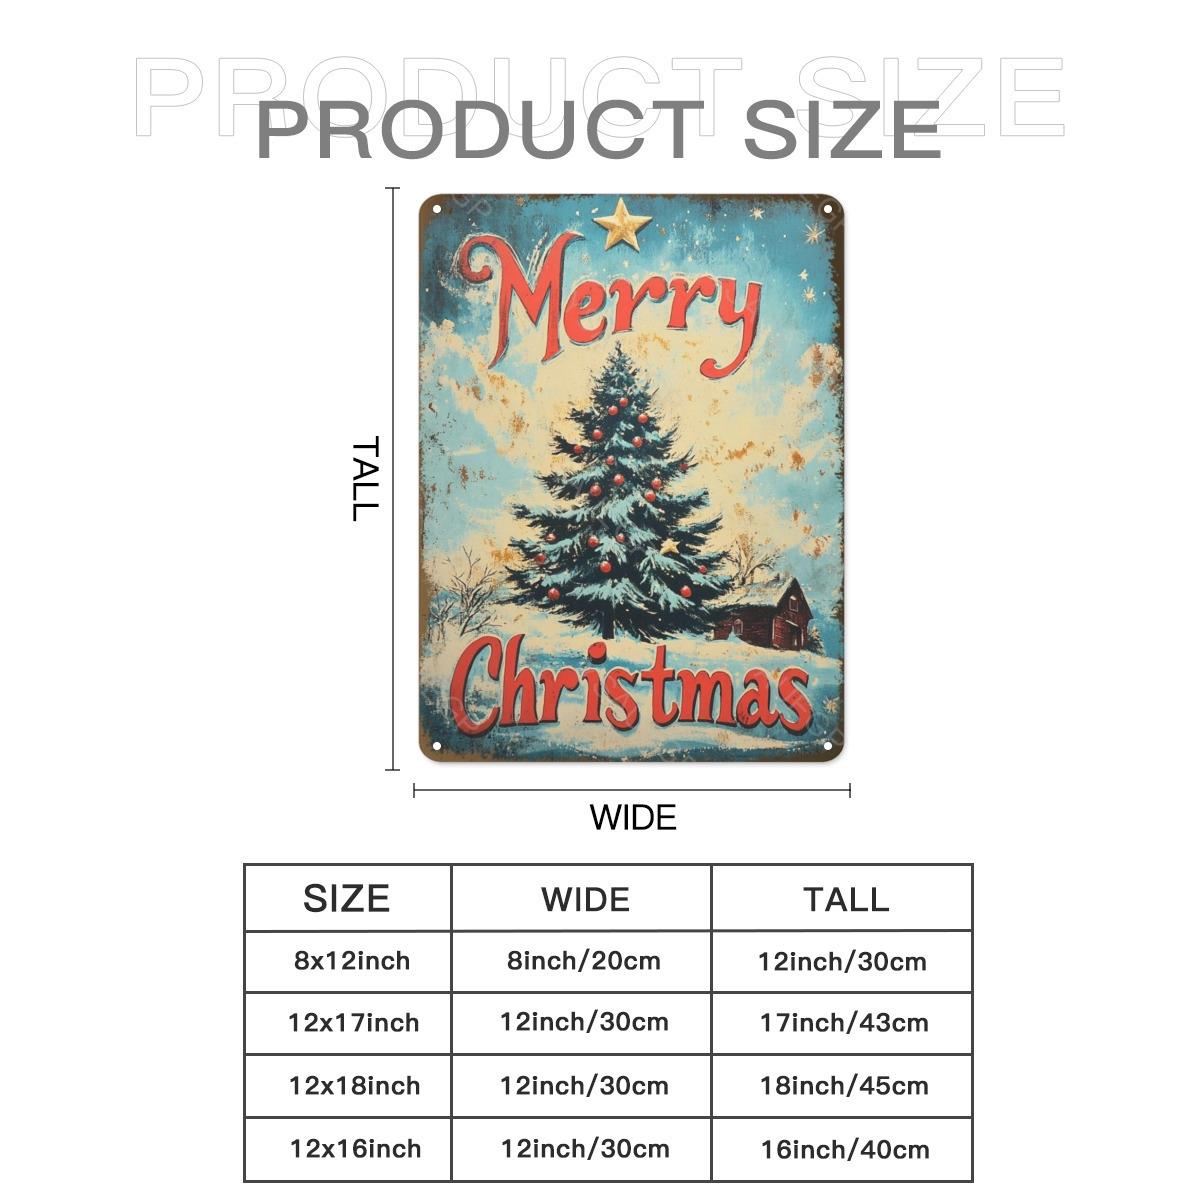 PRODUCT SIZE
PRODUCT SIZE
Merry
Christmas
TALL
WIDE
SIZE WIDE TALL
8x12inch 8inch/20cm 12inch/30cm
12x17inch 12inch/30cm 17inch/43cm
12x18inch 12inch/30cm 18inch/45cm
12x16inch 12inch/30cm 16inch/40cm